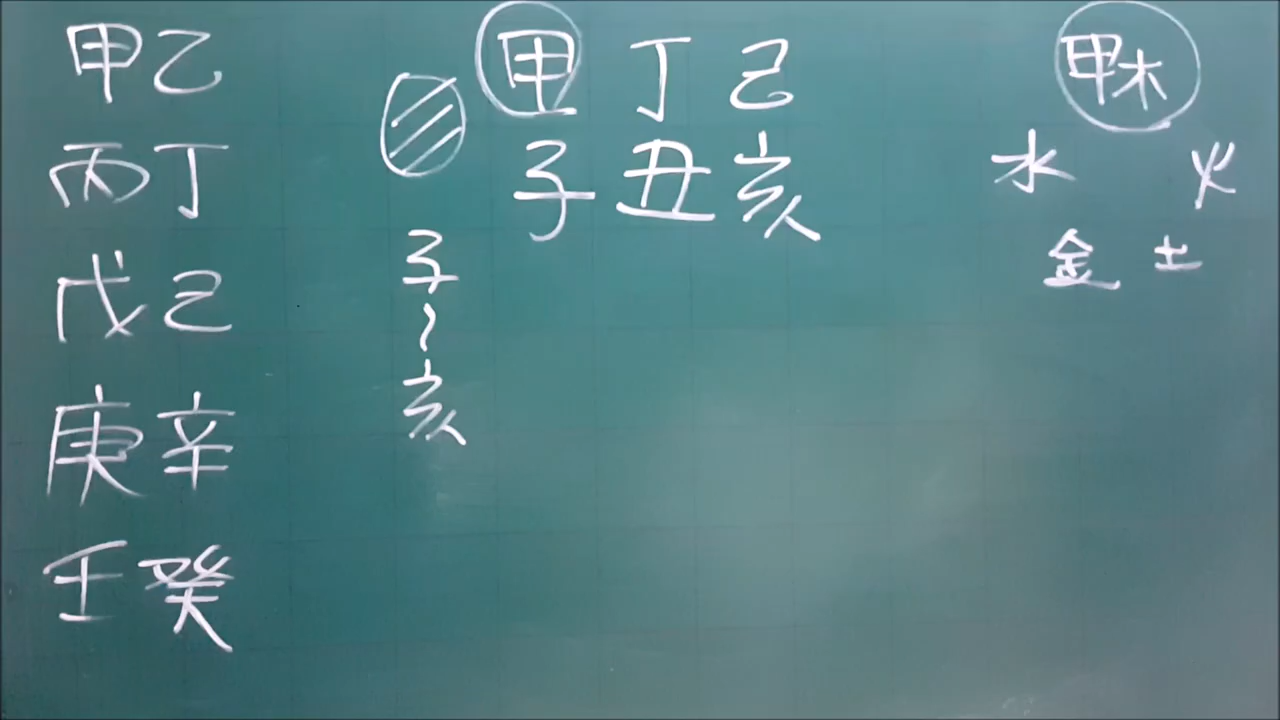 甲乙
丙丁
戊己
庚辛
壬癸
甲丁己
子丑亥
子
~
亥
甲木
水 火
金 土